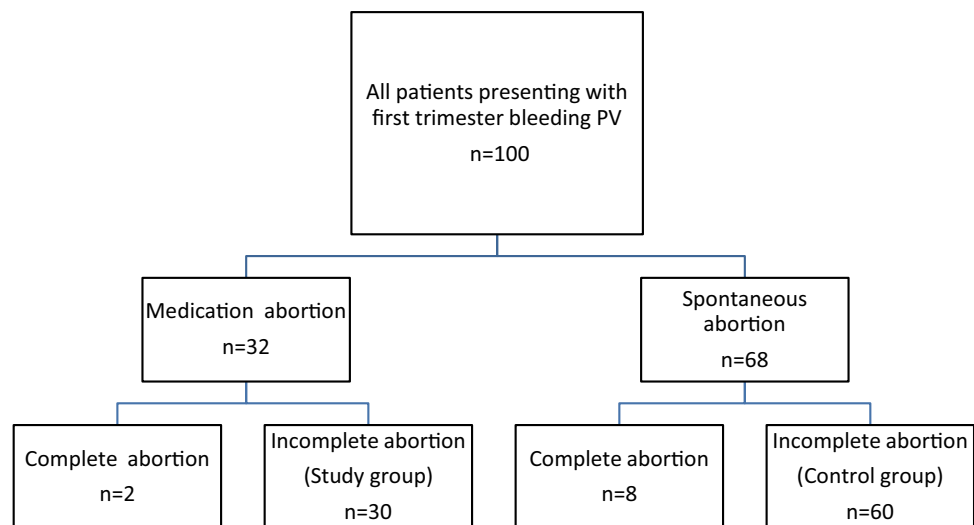 All patients presenting with
first trimester bleeding PV
n=100
Medication abortion
n=32
Spontaneous
abortion
n=68
Complete abortion
n=2
Incomplete abortion
(Study group)
n=30
Complete abortion
n=8
Incomplete abortion
(Control group)
n=60